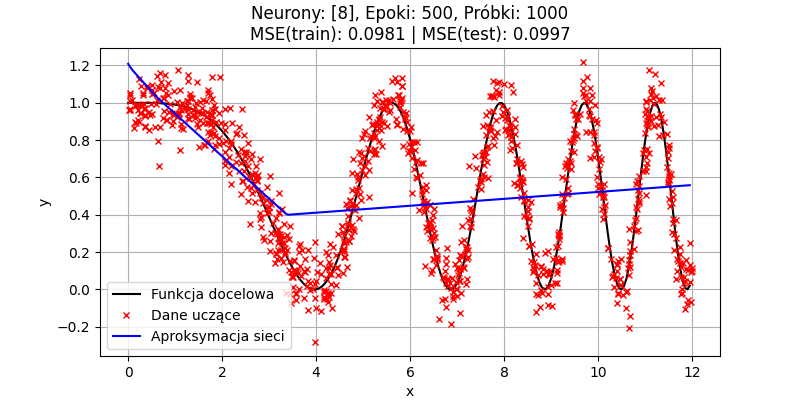 Neurony: [8], Epoki: 500, Próbki: 1000
MSE(train): 0.0981 | MSE(test): 0.0997
1.2
1.0
0.8
0.6
0.4
0.2
0.0
−0.2
y
Funkcja docelowa
Dane uczące
Aproksymacja sieci
0 2 4 6 8 10 12
x